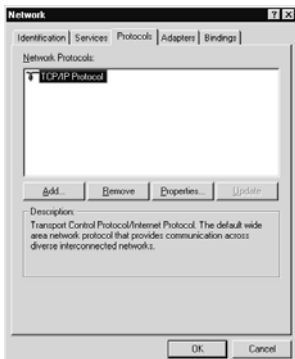 Network
Identification Services Protocols Adapters Bindings
Network Protocols:
TCP/IP Protocol
Add... Remove Properties... Update
Description:
Transport Control Protocol/Internet Protocol. The default wide
area network protocol that provides communication across
diverse interconnected networks.
OK Cancel